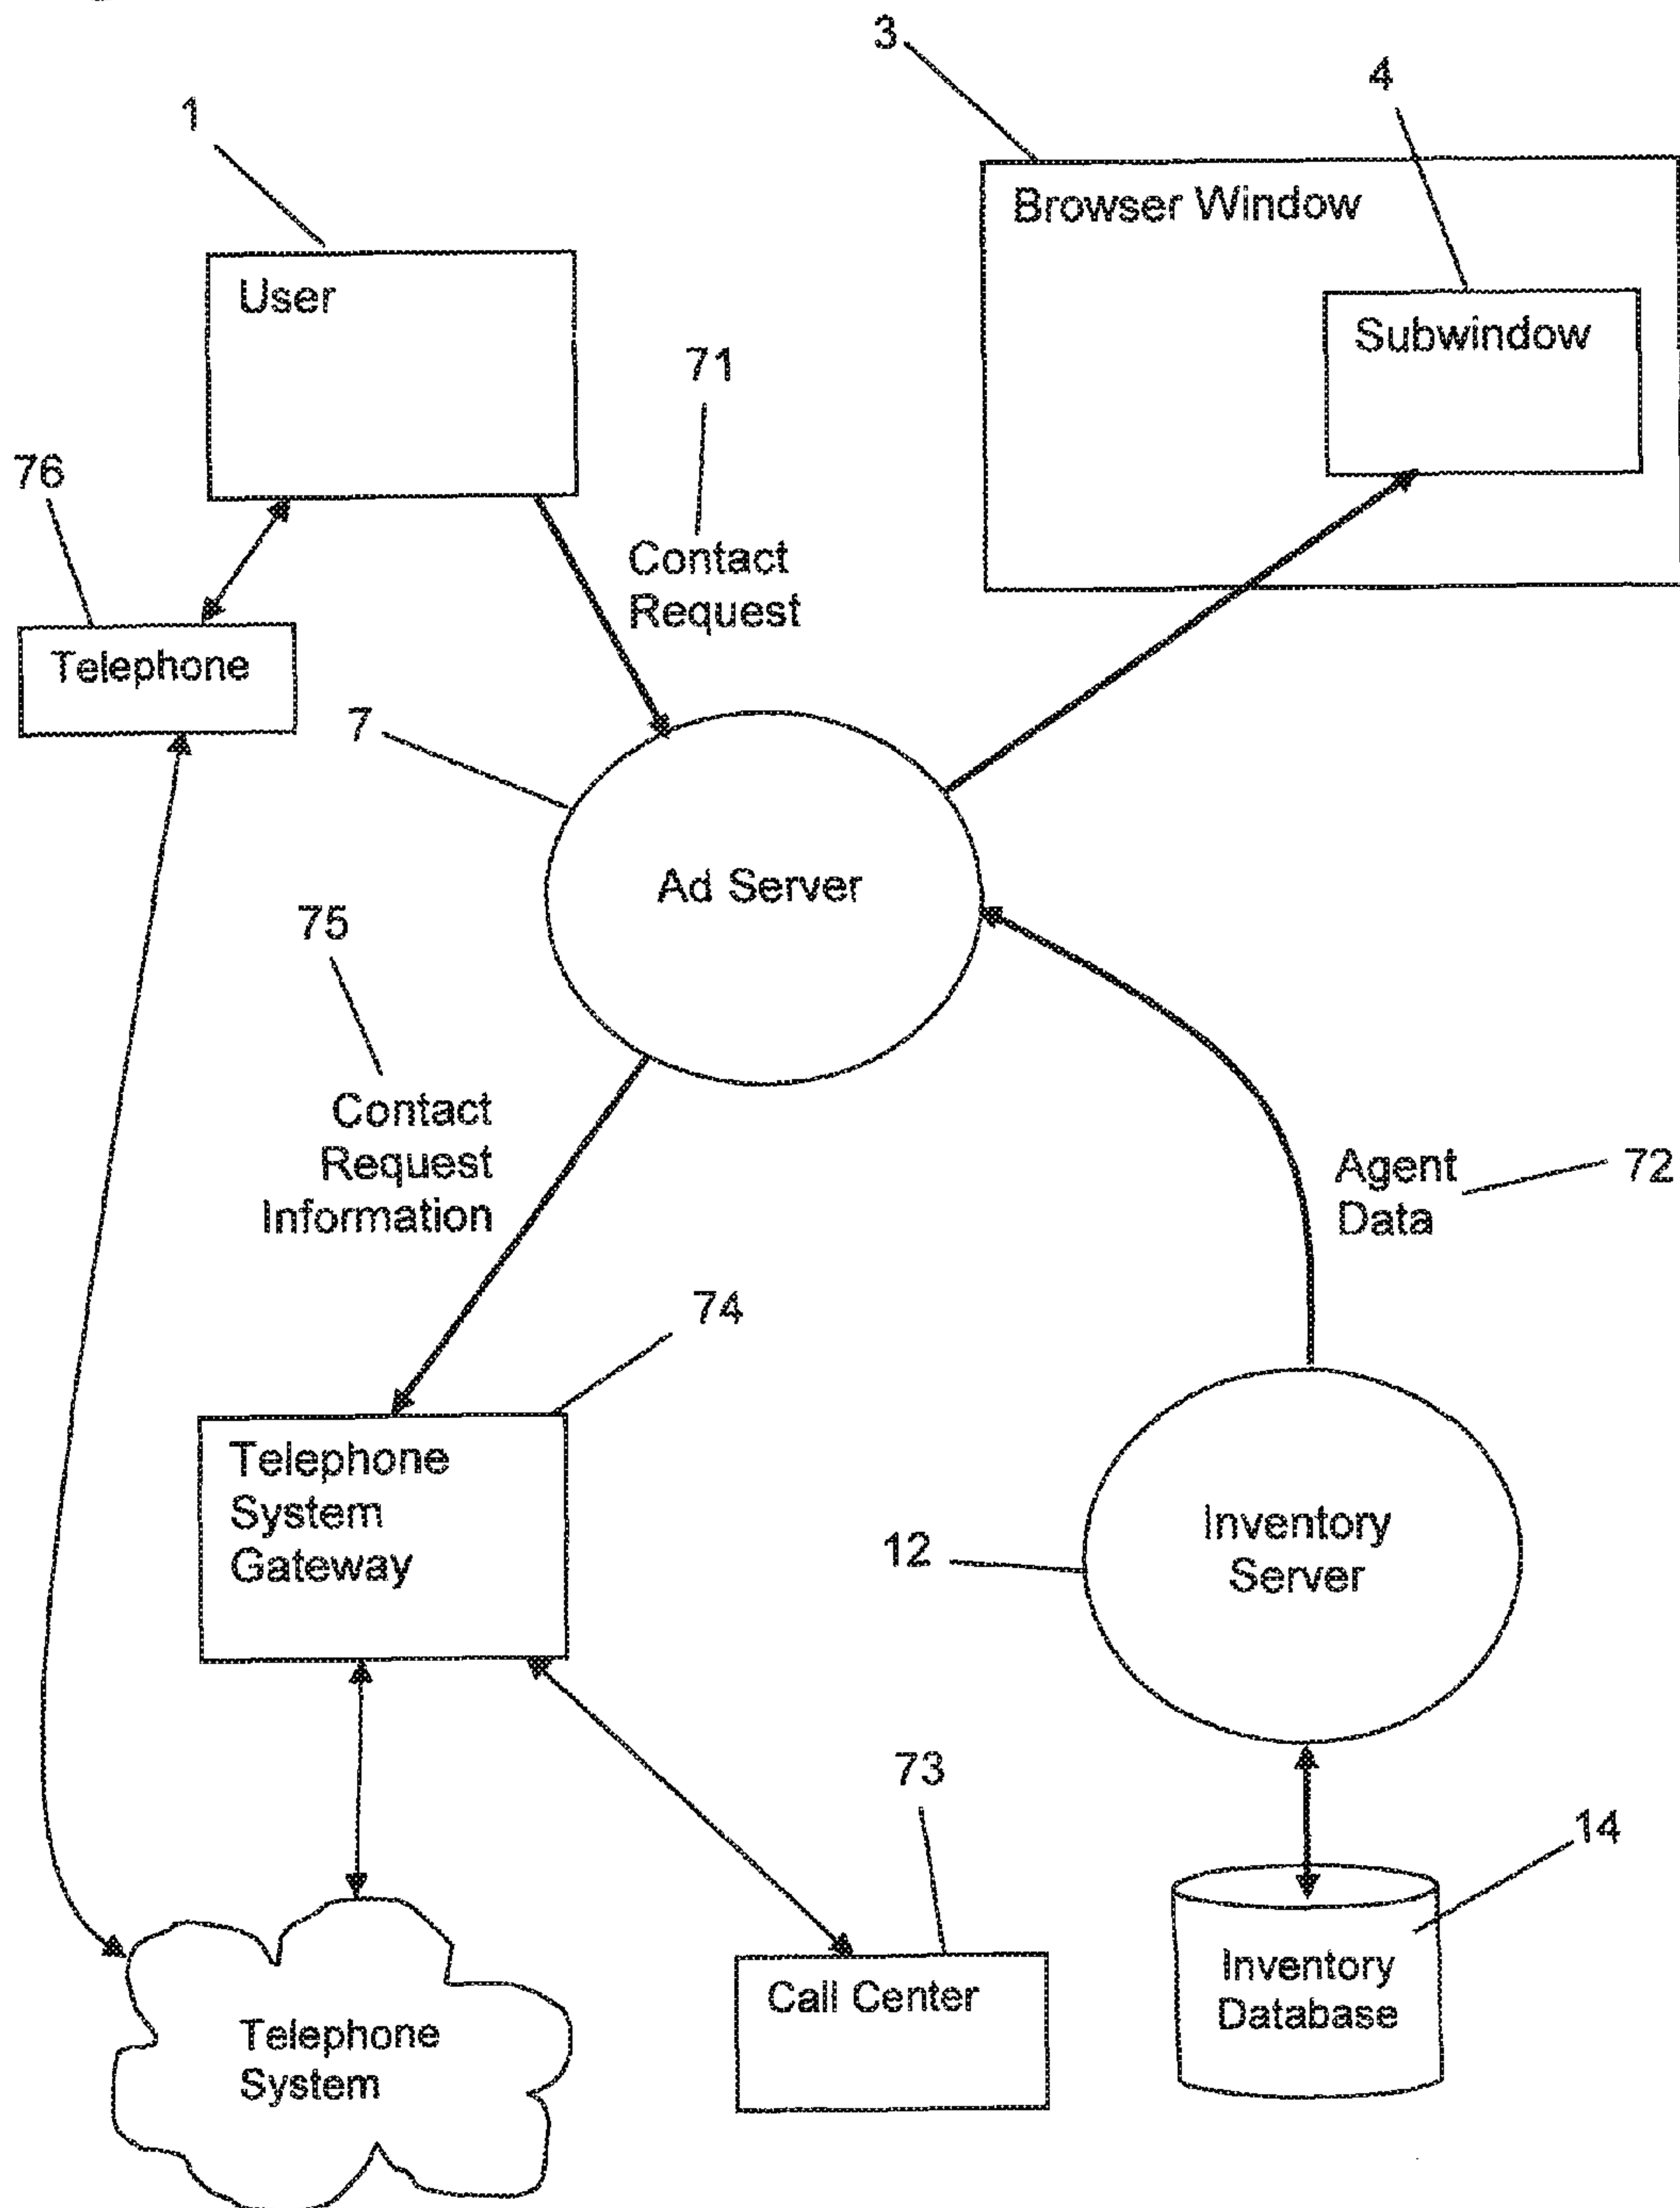 3
4
1
Browser Window
User
Subwindow
71
76
Contact
Request
Telephone
7
Ad Server
75
Contact
Request
Information
Agent
Data
72
74
Telephone
System
Gateway
12
Inventory
Server
73
14
Call Center
Inventory
Database
Telephone
System